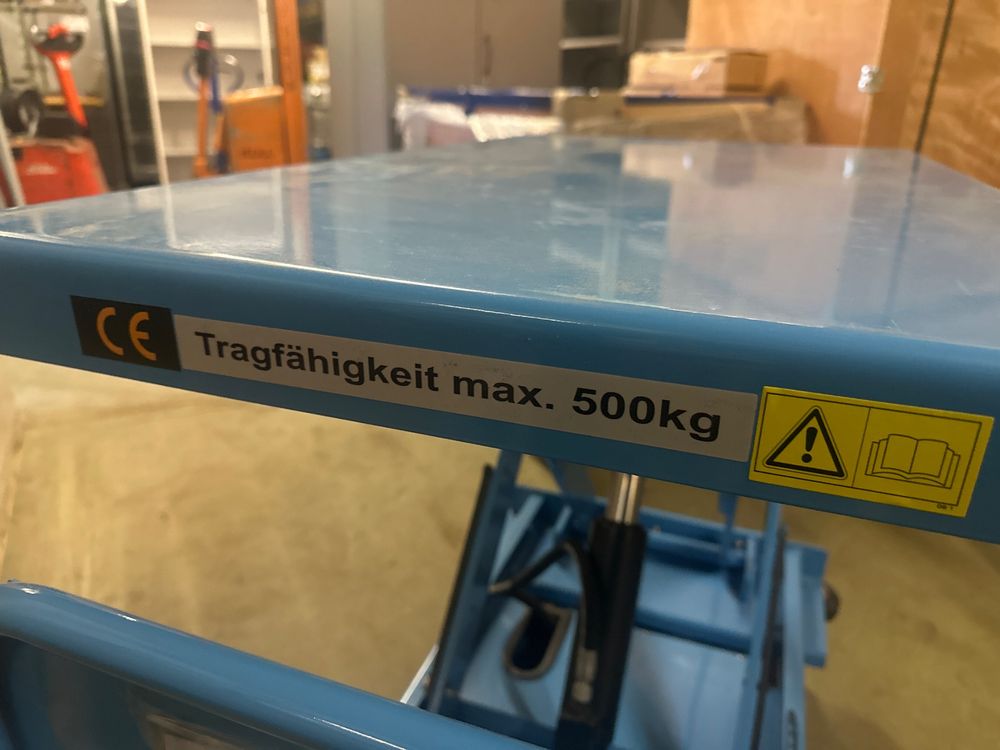 CE
Tragfähigkeit max. 500kg